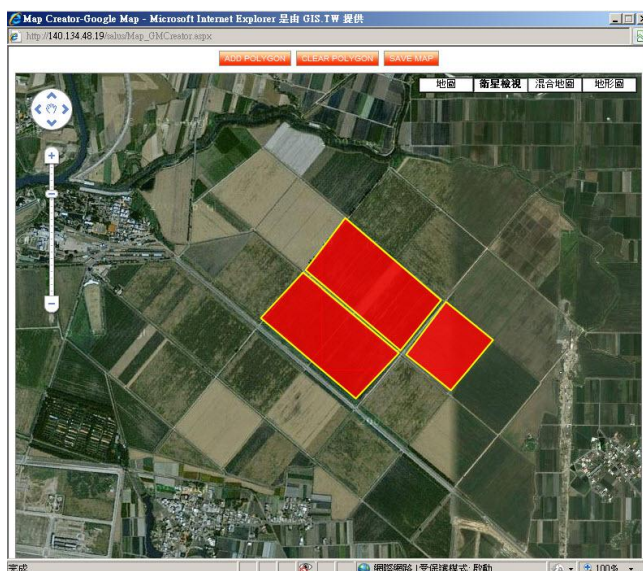 Map Creator-Google Map - Microsoft Internet Explorer 是由 GIS.TW 提供
http://140.134.48.19/talus/Map_GMCreator.aspx
ADD POLYGON CLEAR POLYGON SAVE MAP
地圖 衛星檢視 混合地圖 地形圖
完成 網際網路 | 受保護模式: 啟動 100%